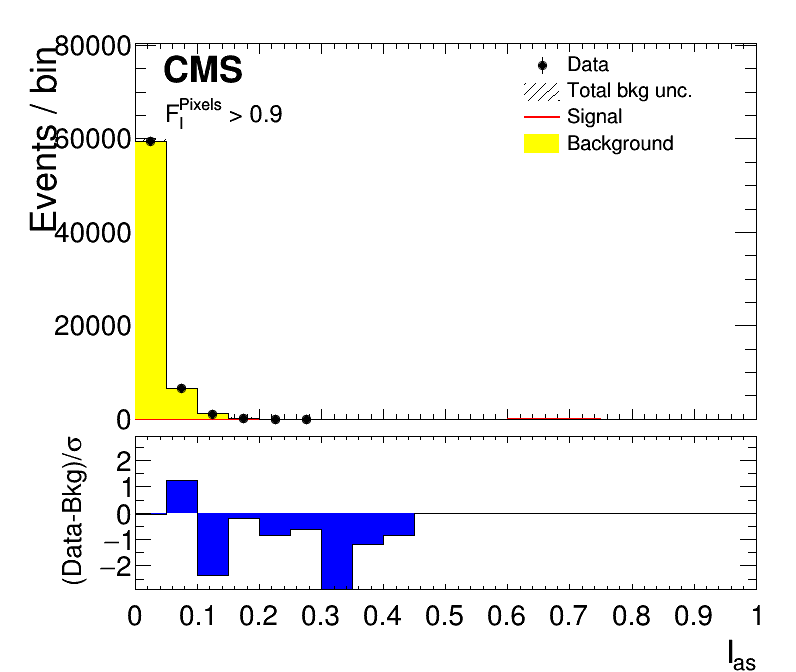 80000
60000
40000
20000
0
Events / bin
CMS
F_I^Pixels > 0.9
Data
Total bkg unc.
Signal
Background
(Data-Bkg)/σ
2
1
0
−1
−2
0 0.1 0.2 0.3 0.4 0.5 0.6 0.7 0.8 0.9 1
I_as